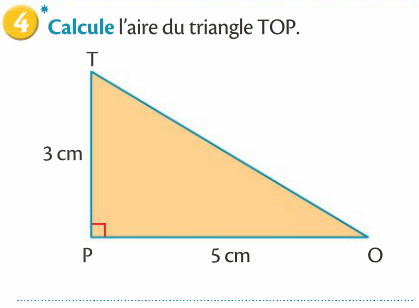 4* Calcule l'aire du triangle TOP.
T
3 cm
P 5 cm O